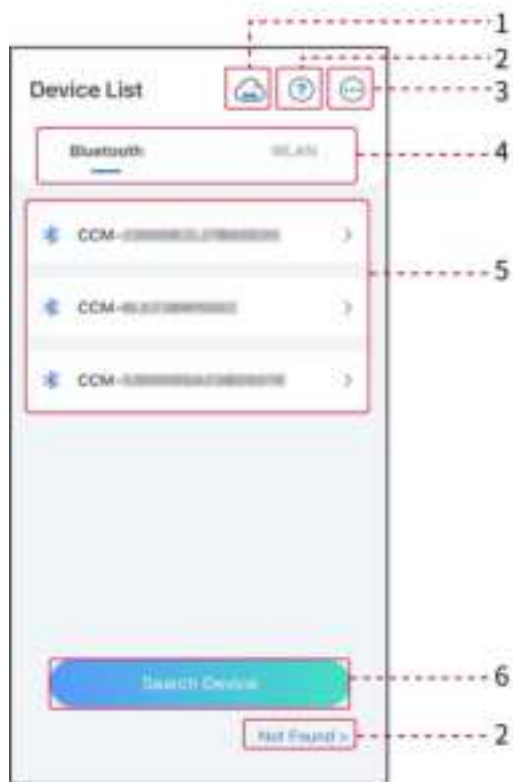 1
2
Device List
3
Bluetooth WLAN
4
CCM-
5
CCM-
CCM-
Search Device
6
Not Found >
2